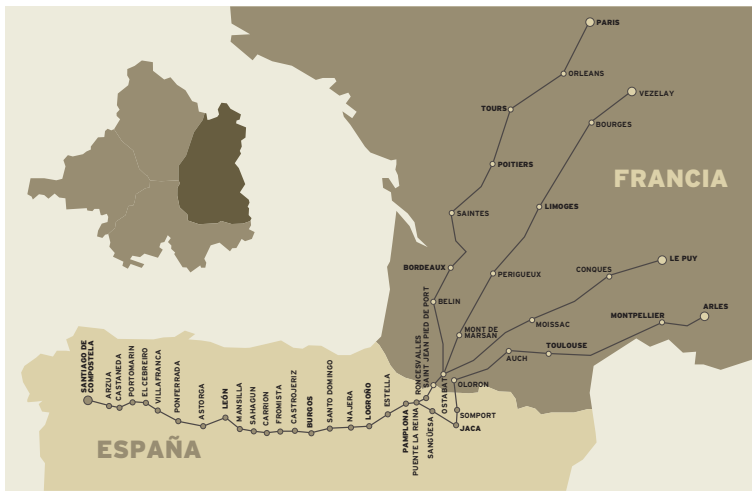 PARIS
ORLEANS
VEZELAY
TOURS
BOURGES
POITIERS
FRANCIA
LIMOGES
SAINTES
BORDEAUX
PERIGUEUX
CONQUES
LE PUY
BELIN
MONT DE
MARSAN
MOISSAC
MONTPELLIER
ARLES
AUCH
TOULOUSE
SANTIAGO DE
COMPOSTELA
ARZUA
CASTANEDA
PORTOMARIN
EL CEBREIRO
VILLAFRANCA
PONFERRADA
ASTORGA
LEÓN
MANSILLA
SAHAGUN
CARRION
FROMISTA
CASTROJERIZ
BURGOS
SANTO DOMINGO
NAJERA
LOGROÑO
ESTELLA
PAMPLONA
PUENTE LA REINA
RONCESVALLES
SAINT JEAN PIED DE PORT
SANGÜESA
OSTABAT
OLORON
SOMPORT
JACA
ESPAÑA